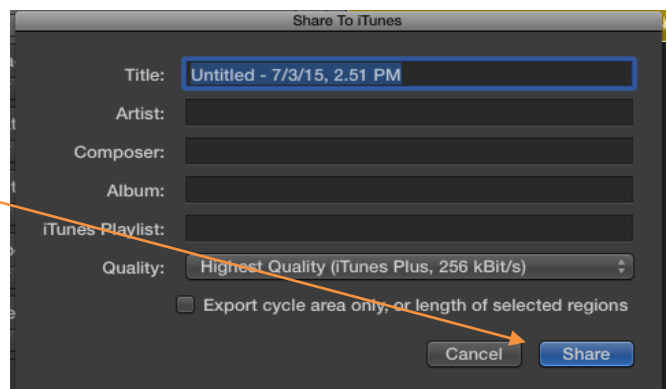 Share To iTunes
Title: Untitled - 7/3/15, 2.51 PM
Artist:
Composer:
Album:
iTunes Playlist:
Quality: Highest Quality (iTunes Plus, 256 kBit/s)
Export cycle area only, or length of selected regions
Cancel Share